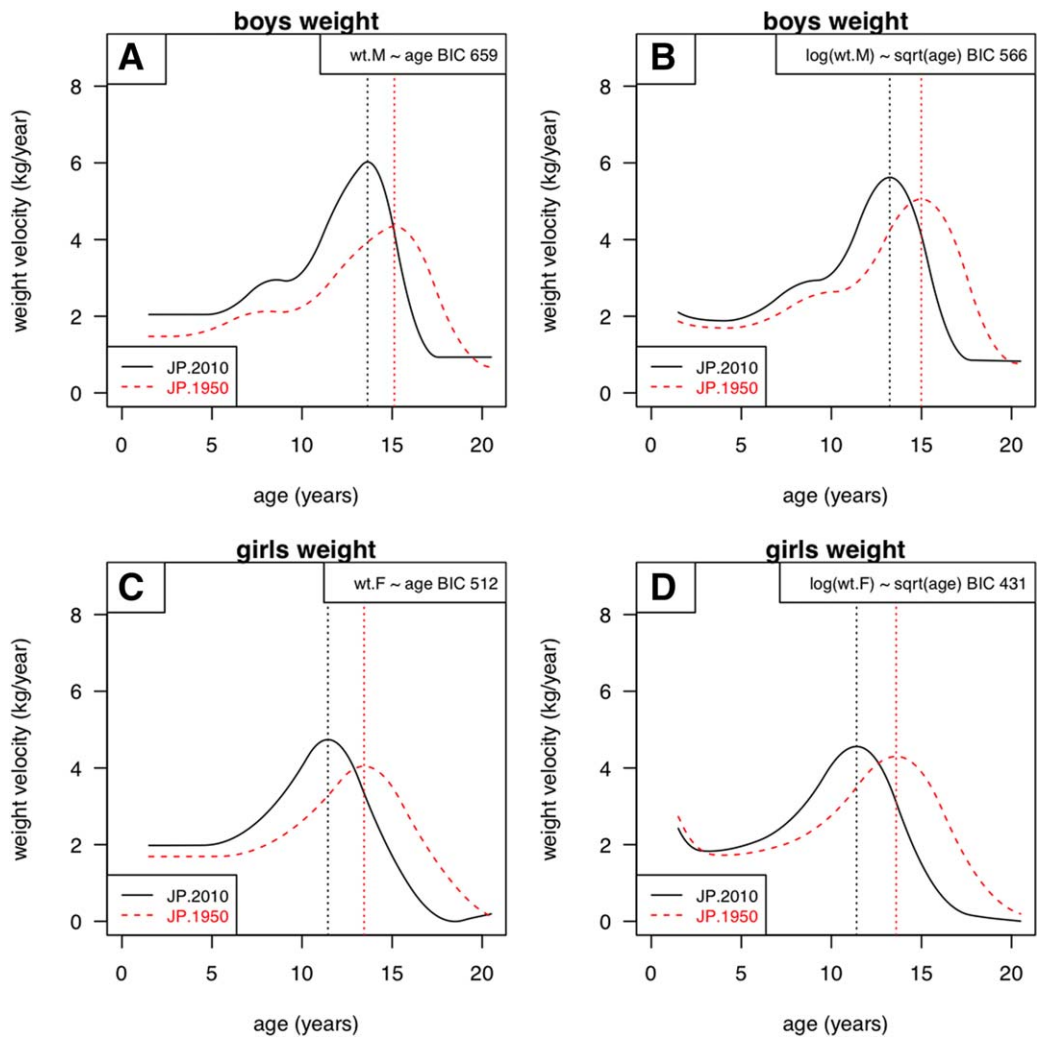 boys weight
A
wt.M ~ age BIC 659
weight velocity (kg/year)
8
6
4
2
0
JP.2010
JP.1950
0 5 10 15 20
age (years)
boys weight
B
log(wt.M) ~ sqrt(age) BIC 566
weight velocity (kg/year)
8
6
4
2
0
JP.2010
JP.1950
0 5 10 15 20
age (years)
girls weight
C
wt.F ~ age BIC 512
weight velocity (kg/year)
8
6
4
2
0
JP.2010
JP.1950
0 5 10 15 20
age (years)
girls weight
D
log(wt.F) ~ sqrt(age) BIC 431
weight velocity (kg/year)
8
6
4
2
0
JP.2010
JP.1950
0 5 10 15 20
age (years)